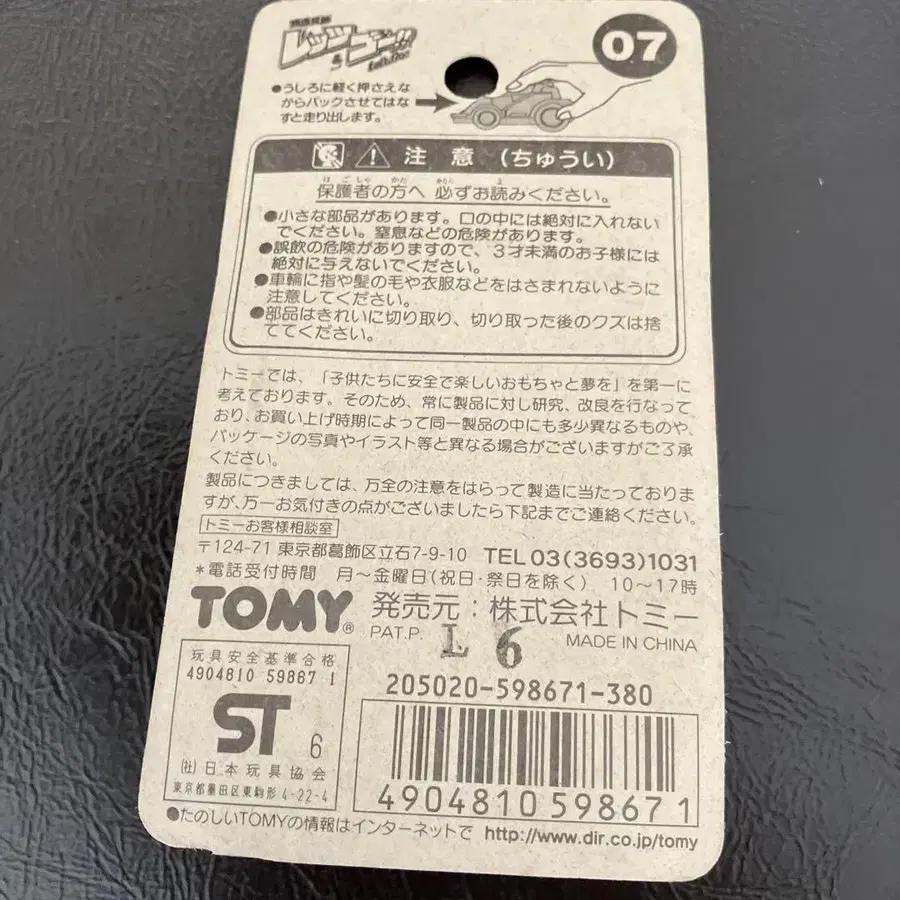 レッツ&ゴー!!
Let's & Go!!
07
●うしろに軽く押さえな
からバックさせてはな
すと走り出します。
注意(ちゅうい)
ほごしゃ かた かなら よ
保護者の方へ 必ずお読みください。
●小さな部品があります。口の中には絶対に入れない
でください。窒息などの危険があります。
●誤飲の危険がありますので、3才未満のお子様には
絶対に与えないでください。
●車輪に指や髪の毛や衣服などをはさまれないように
注意してください。
●部品はきれいに切り取り、切り取った後のクズは捨
ててください。
トミーでは、「子供たちに安全で楽しいおもちゃと夢を」を第一に
考えております。そのため、常に製品に対し研究、改良を行なって
おり、お買い上げ時期によって同一製品の中にも多少異なるものや、
パッケージの写真やイラスト等と異なる場合がございますがご了承
ください。
製品につきましては、万全の注意をはらって製造に当たっておりま
すが、万一お気付きの点がございましたら下記までご連絡ください。
トミーお客様相談室
〒124-71 東京都葛飾区立石7-9-10 TEL03(3693)1031
*電話受付時間 月〜金曜日(祝日・祭日を除く) 10〜17時
TOMY® 発売元:株式会社トミー
PAT.P. L 6 MADE IN CHINA
玩具安全基準合格
4904810 59867 1
ST 6
(社)日本玩具協会
東京都墨田区東駒形 4-22-4
205020-598671-380
4904810598671
●たのしいTOMYの情報はインターネットで http://www.dir.co.jp/tomy